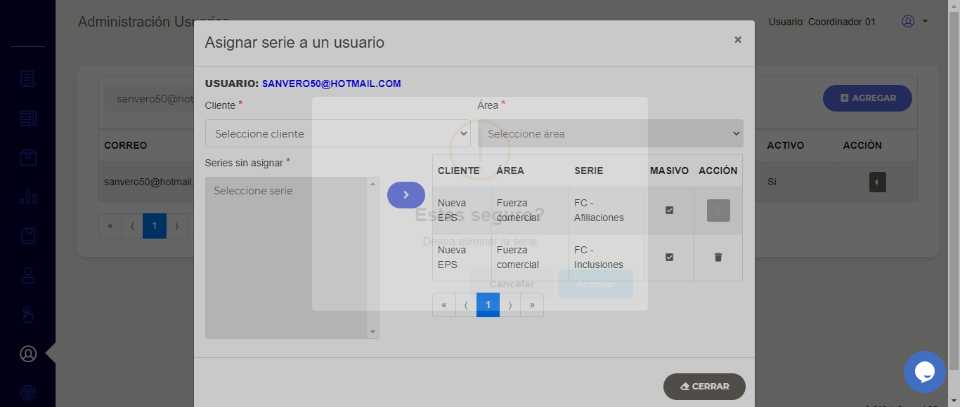 Administración Usuarios
Usuario: Coordinador 01
Asignar serie a un usuario
×
USUARIO: SANVERO50@HOTMAIL.COM
sanvero50@hot
AGREGAR
Cliente *
Área *
Seleccione cliente
Seleccione área
CORREO
ACTIVO
ACCIÓN
Series sin asignar *
CLIENTE
ÁREA
SERIE
MASIVO
ACCIÓN
sanvero50@hotmail.
Si
Seleccione serie
Nueva EPS
Fuerza comercial
FC - Afiliaciones
Estas seguro?
Desea eliminar la serie
Nueva EPS
Fuerza comercial
FC - Inclusiones
Cancelar
Aceptar
« ⟨ 1 ⟩
« ⟨ 1 ⟩ »
CERRAR